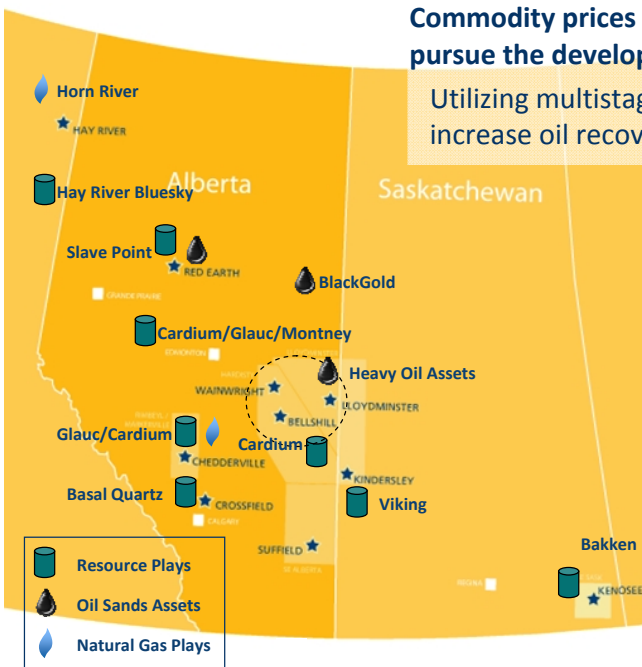 Commodity prices
pursue the develop
Utilizing multistag
increase oil recov
Horn River
HAY RIVER
Alberta
Saskatchewan
Hay River Bluesky
Slave Point
RED EARTH
BlackGold
GRANDE PRAIRIE
Cardium/Glauc/Montney
EDMONTON
Heavy Oil Assets
WAINWRIGHT
LLOYDMINSTER
BELLSHILL
Glauc/Cardium
Cardium
CHEDDERVILLE
KINDERSLEY
Basal Quartz
CROSSFIELD
Viking
CALGARY
SUFFIELD
SE ALBERTA
Bakken
REGINA
KENOSEE
Resource Plays
Oil Sands Assets
Natural Gas Plays